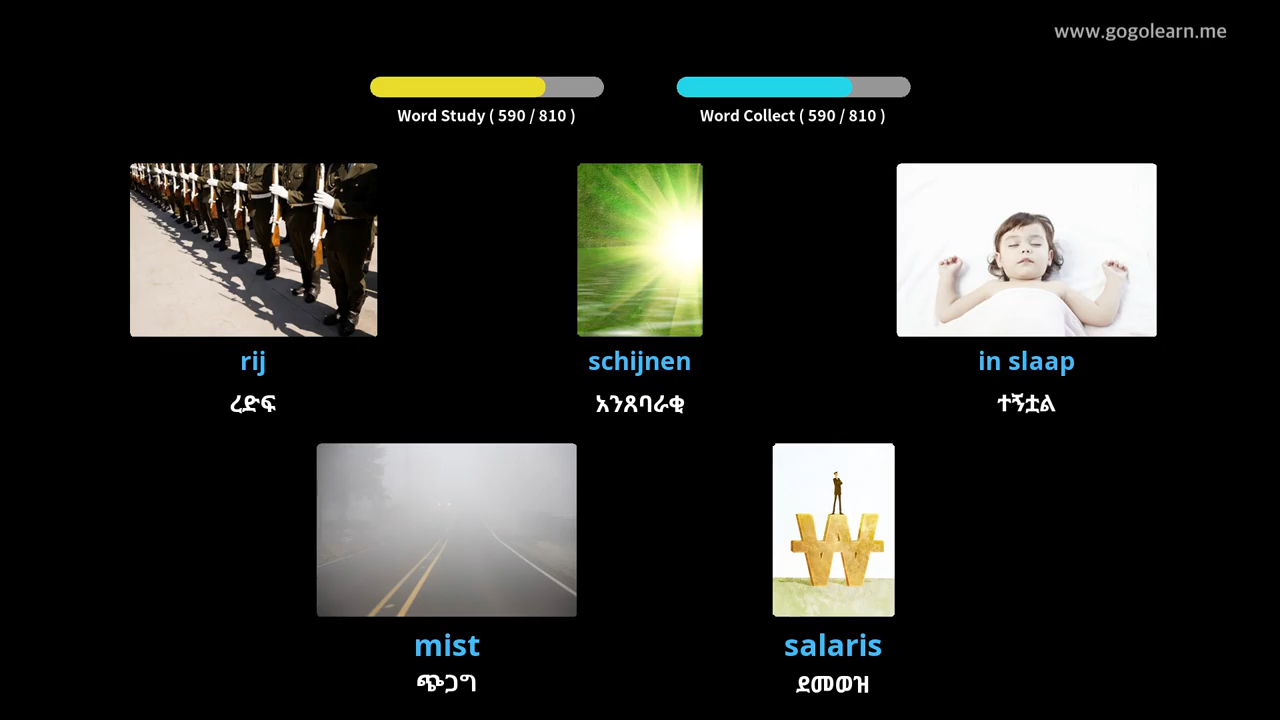 www.gogolearn.me
Word Study ( 590 / 810 )
Word Collect ( 590 / 810 )
rij
schijnen
in slaap
ረድፍ
አንጸባራቂ
ተኝቷል
mist
salaris
ጭጋግ
ደመወዝ